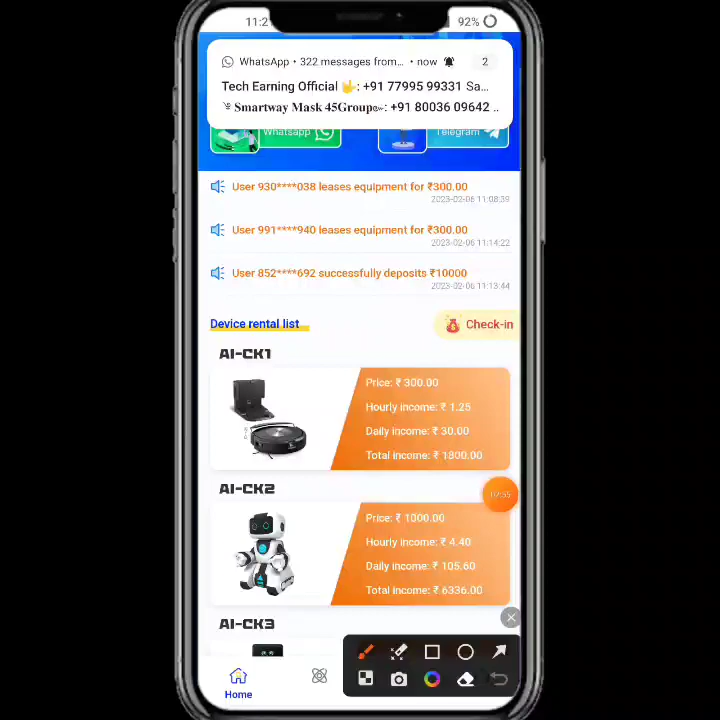 11:2
92%
WhatsApp • 322 messages from... • now
2
Tech Earning Official 🤟: +91 77995 99331 Sa...
Smartway Mask 45Group: +91 80036 09642 ..
Whatsapp
Telegram
User 930****038 leases equipment for ₹300.00
2023-02-06 11:08:39
User 991****940 leases equipment for ₹300.00
2023-02-06 11:14:22
User 852****692 successfully deposits ₹10000
2023-02-06 11:13:44
Device rental list
Check-in
AI-CK1
Price: ₹ 300.00
Hourly income: ₹ 1.25
Daily income: ₹ 30.00
Total income: ₹ 1800.00
AI-CK2
Price: ₹ 1000.00
Hourly income: ₹ 4.40
Daily income: ₹ 105.60
Total income: ₹ 6336.00
AI-CK3
Home